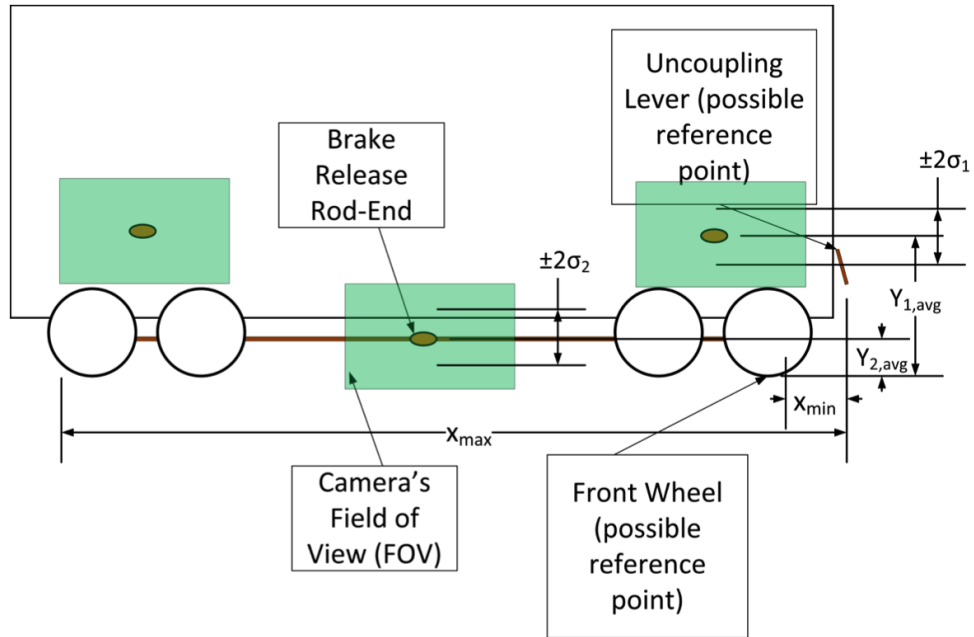 Uncoupling
Lever (possible
reference
point)
Brake
Release
Rod-End
±2σ₁
±2σ₂
Y₁,avg
Y₂,avg
xmin
xmax
Camera’s
Field of
View (FOV)
Front Wheel
(possible
reference
point)